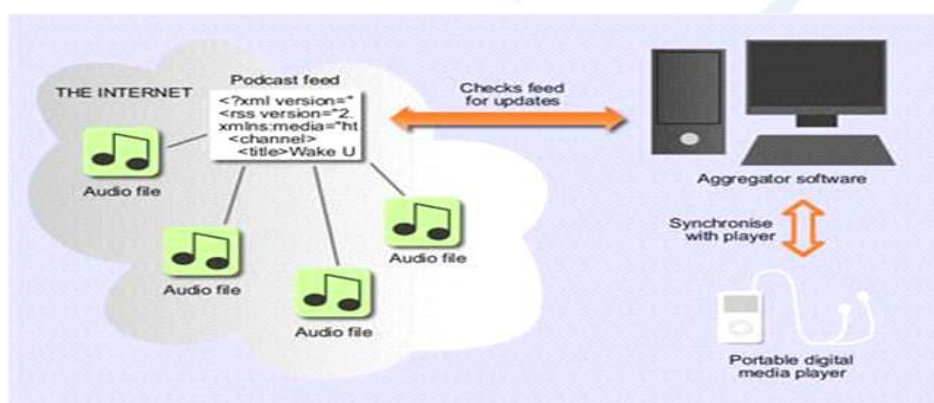 THE INTERNET
Podcast feed
<?xml version="
<rss version="2.
xmlns:media="ht
<channel>
<title>Wake U
Audio file
Audio file
Audio file
Audio file
Checks feed
for updates
Aggregator software
Synchronise
with player
Portable digital
media player